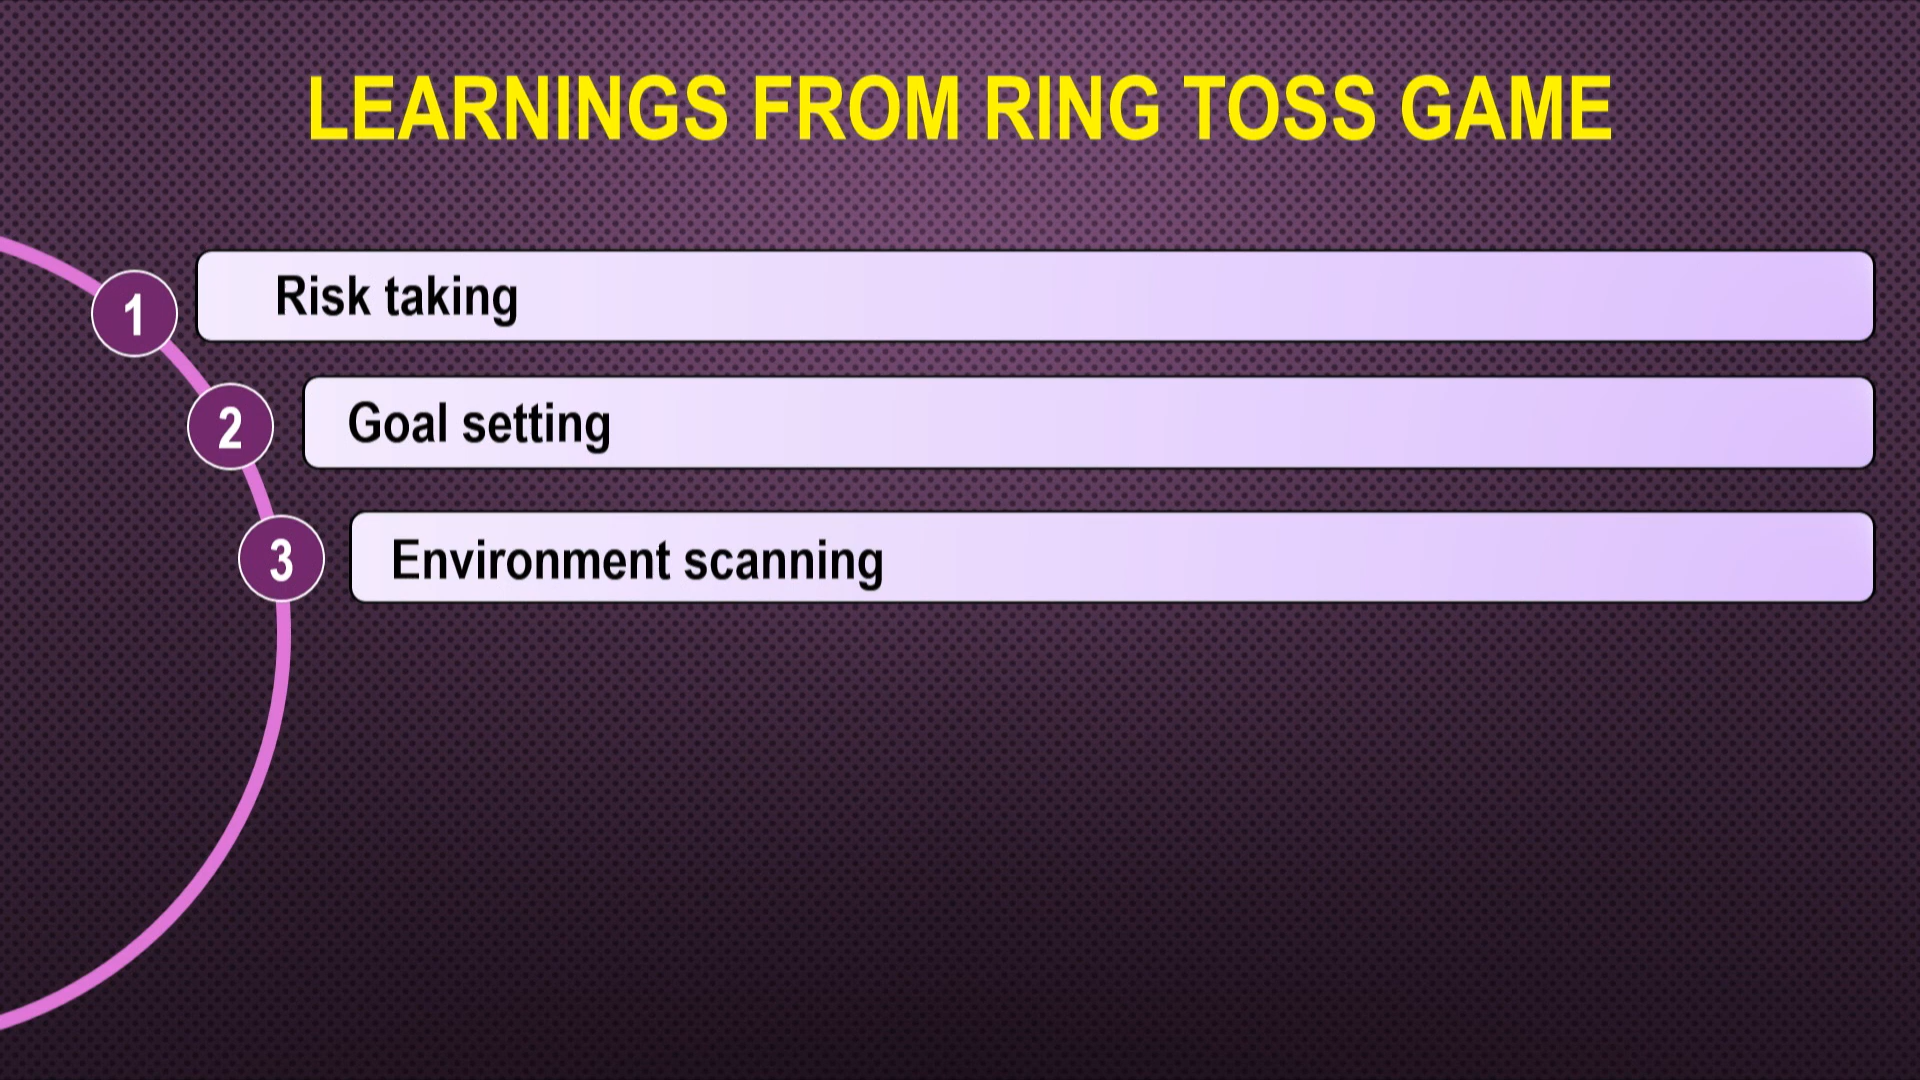 LEARNINGS FROM RING TOSS GAME
1 Risk taking
2 Goal setting
3 Environment scanning